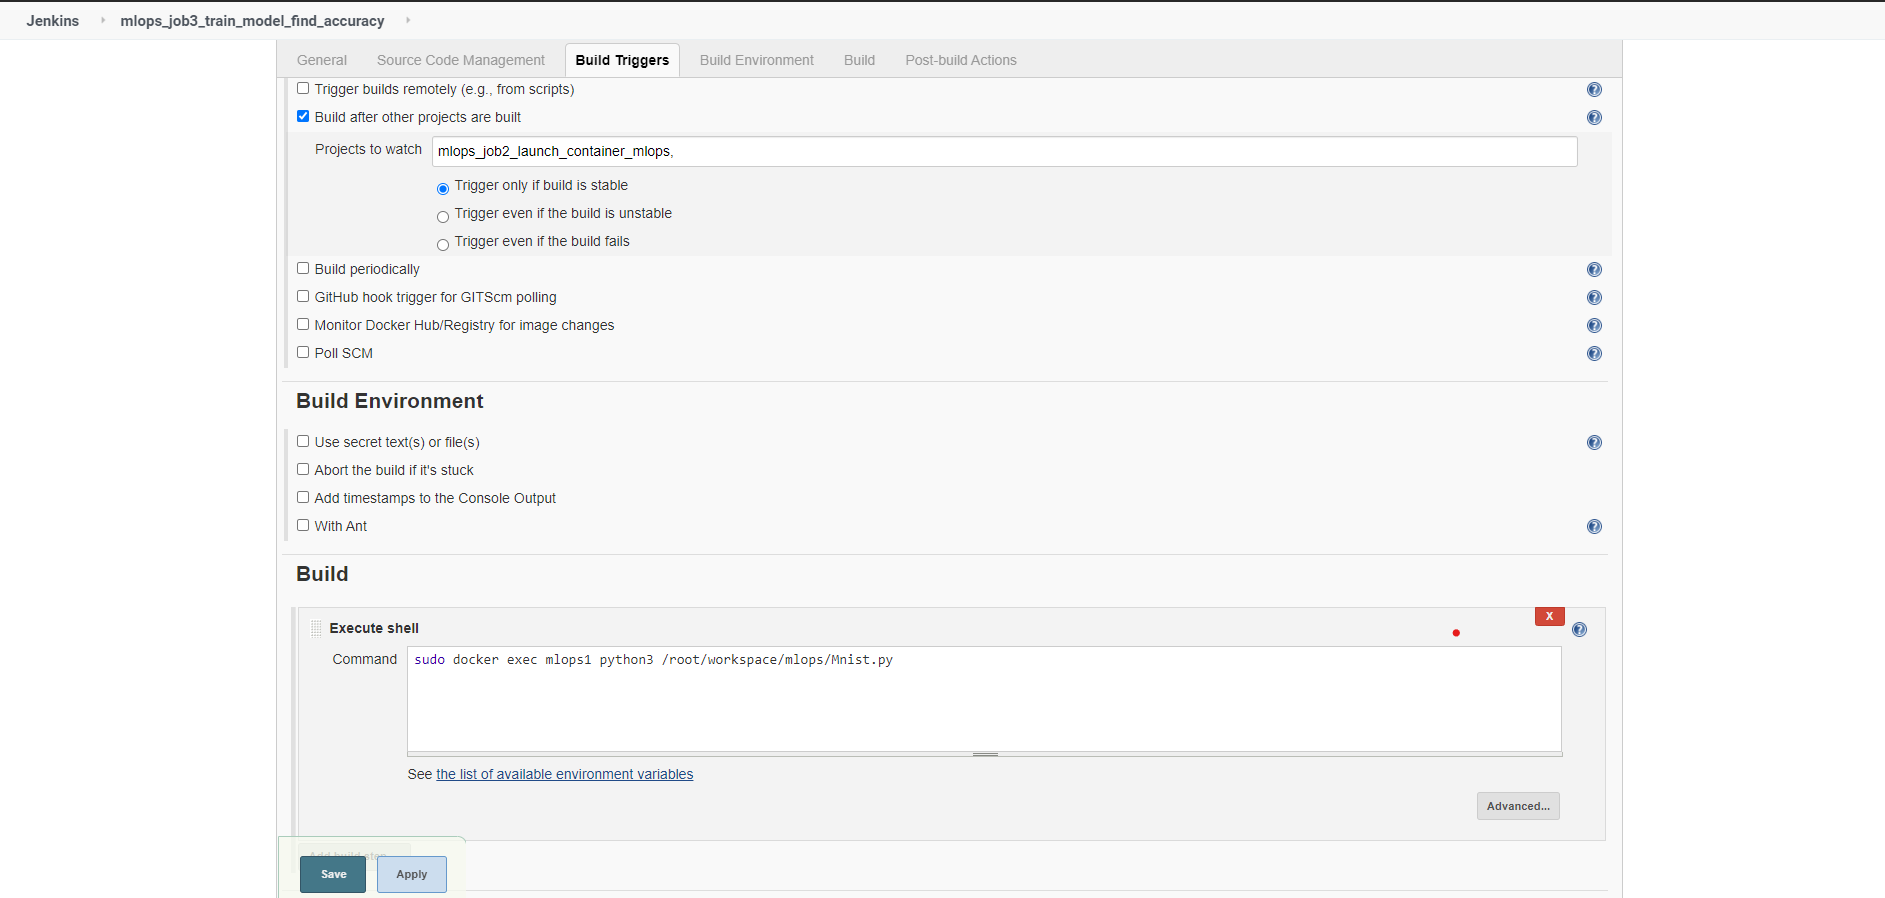 Jenkins mlops_job3_train_model_find_accuracy
General Source Code Management Build Triggers Build Environment Build Post-build Actions
Trigger builds remotely (e.g., from scripts)
Build after other projects are built
Projects to watch mlops_job2_launch_container_mlops,
Trigger only if build is stable
Trigger even if the build is unstable
Trigger even if the build fails
Build periodically
GitHub hook trigger for GITScm polling
Monitor Docker Hub/Registry for image changes
Poll SCM
Build Environment
Use secret text(s) or file(s)
Abort the build if it's stuck
Add timestamps to the Console Output
With Ant
Build
X
Execute shell
Command sudo docker exec mlops1 python3 /root/workspace/mlops/Mnist.py
See the list of available environment variables
Advanced...
Add build step
Save Apply